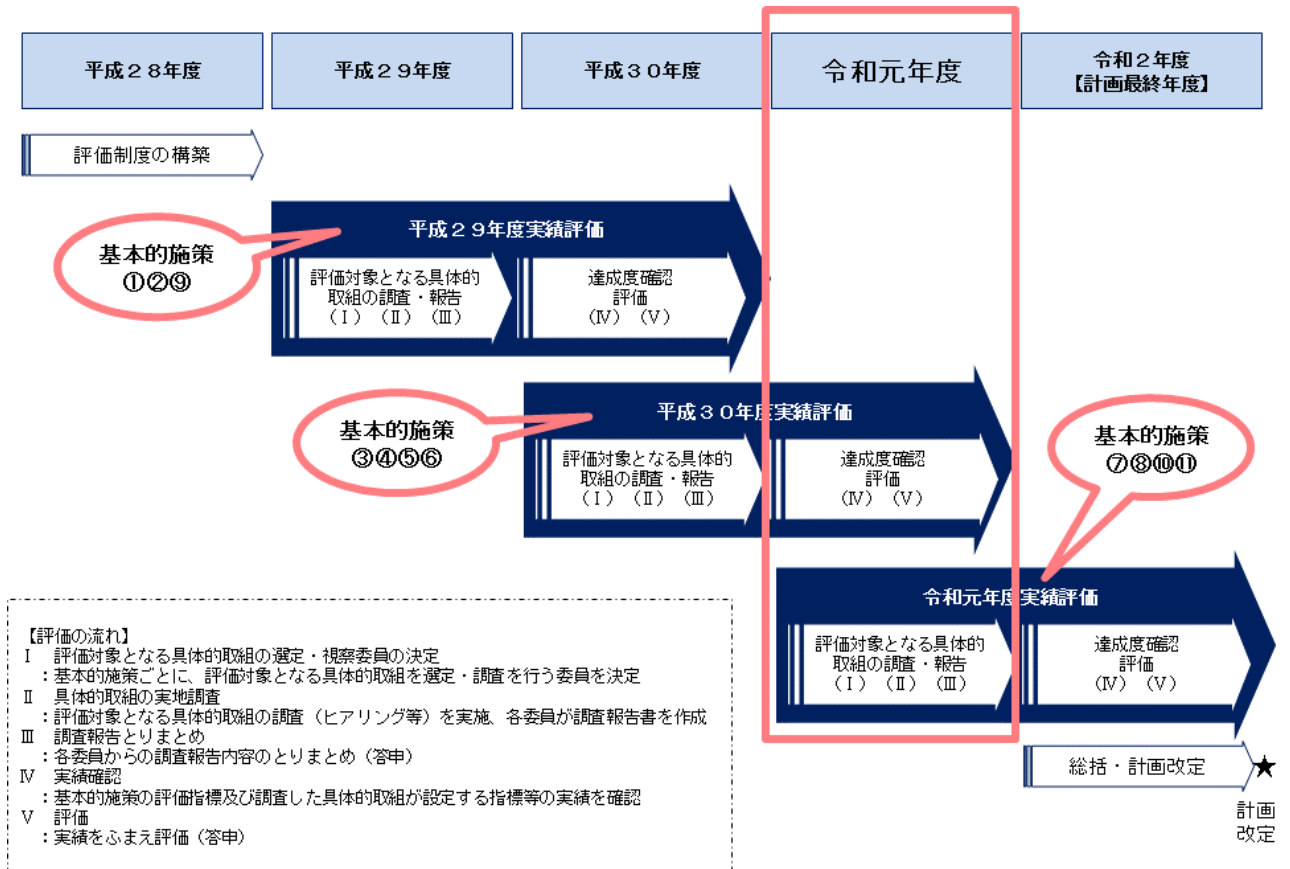 平成２８年度
平成２９年度
平成３０年度
令和元年度
令和２年度
【計画最終年度】
評価制度の構築
平成２９年度実績評価
基本的施策
①②⑨
評価対象となる具体的
取組の調査・報告
（Ⅰ）（Ⅱ）（Ⅲ）
達成度確認
評価
（Ⅳ）（Ⅴ）
平成３０年度実績評価
基本的施策
③④⑤⑥
評価対象となる具体的
取組の調査・報告
（Ⅰ）（Ⅱ）（Ⅲ）
達成度確認
評価
（Ⅳ）（Ⅴ）
基本的施策
⑦⑧⑩⑪
令和元年度実績評価
評価対象となる具体的
取組の調査・報告
（Ⅰ）（Ⅱ）（Ⅲ）
達成度確認
評価
（Ⅳ）（Ⅴ）
総括・計画改定
★
計画
改定
【評価の流れ】
Ⅰ　評価対象となる具体的取組の選定・視察委員の決定
：基本的施策ごとに、評価対象となる具体的取組を選定・調査を行う委員を決定
Ⅱ　具体的取組の実地調査
：評価対象となる具体的取組の調査（ヒアリング等）を実施、各委員が調査報告書を作成
Ⅲ　調査報告とりまとめ
：各委員からの調査報告内容のとりまとめ（答申）
Ⅳ　実績確認
：基本的施策の評価指標及び調査した具体的取組が設定する指標等の実績を確認
Ⅴ　評価
：実績をふまえ評価（答申）